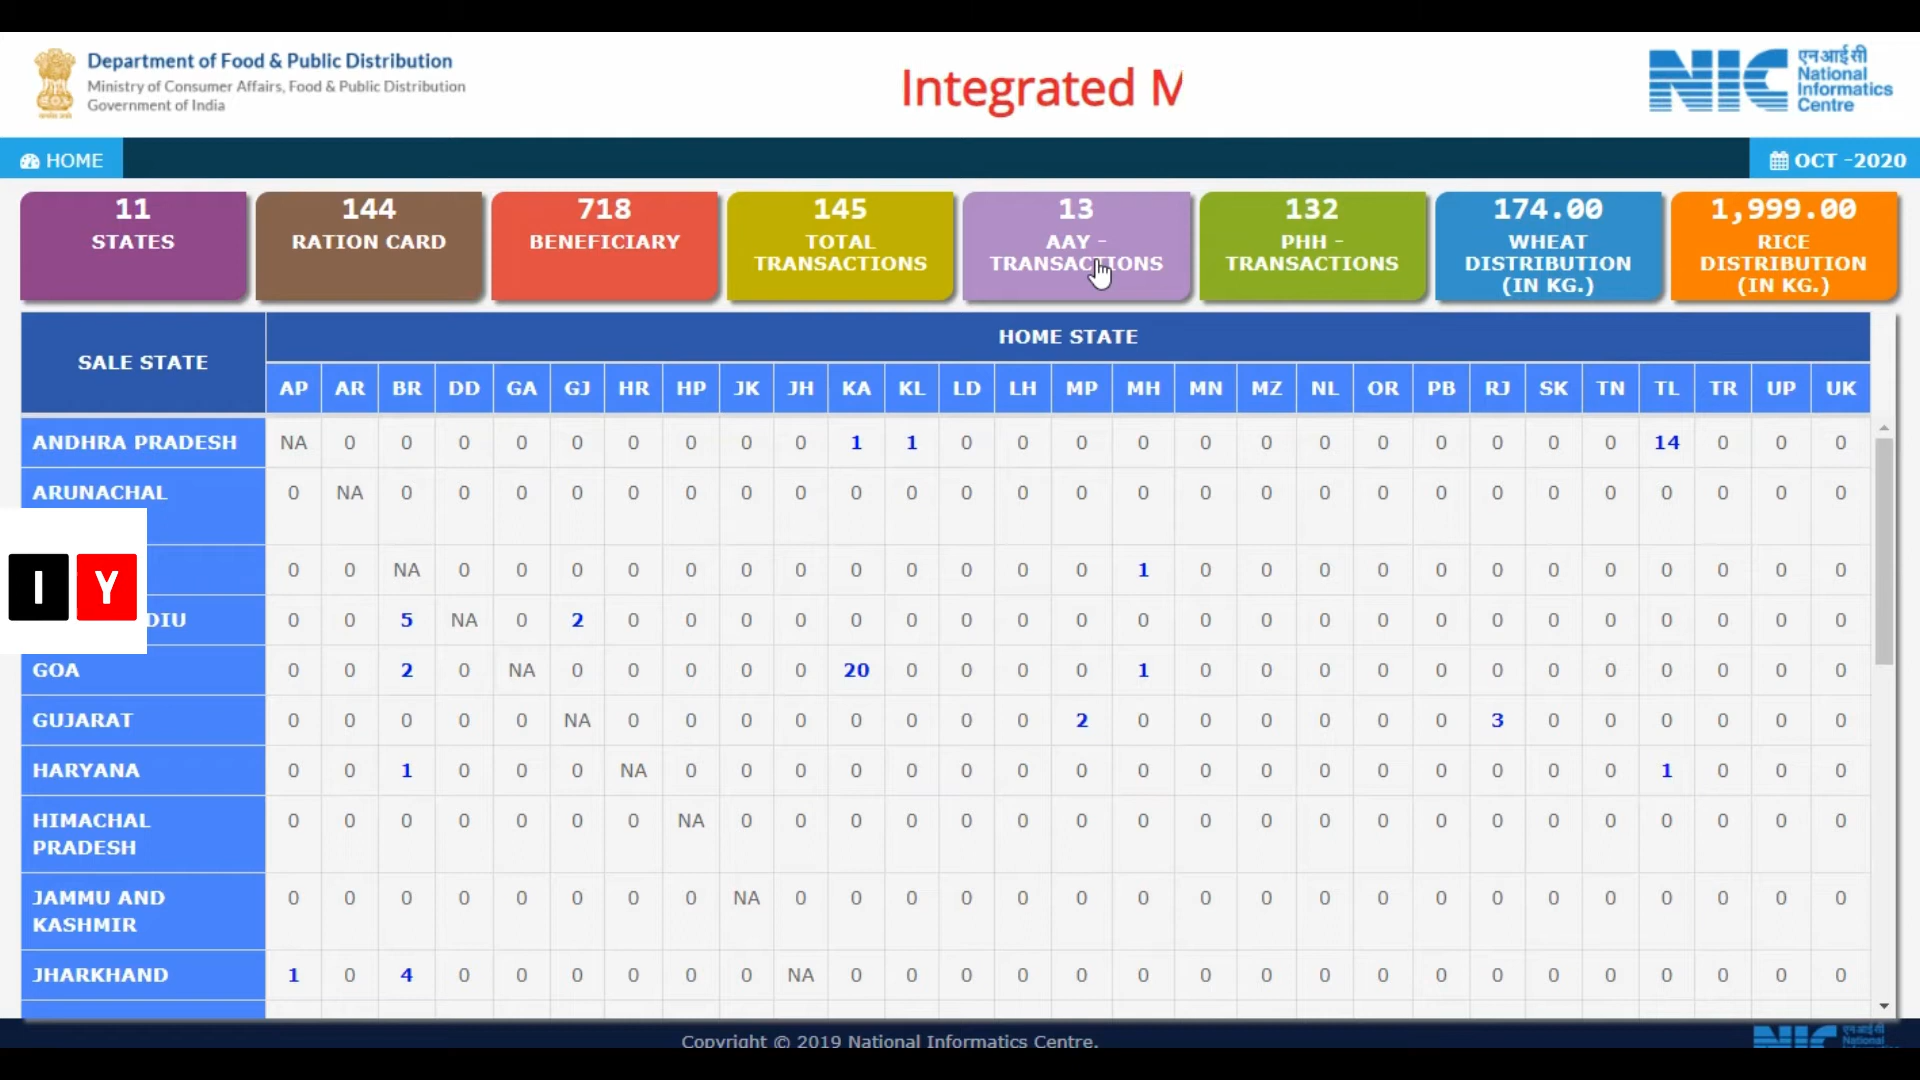 Department of Food & Public Distribution
Ministry of Consumer Affairs, Food & Public Distribution
Government of India
Integrated M
NIC एन आई सी
National
Informatics
Centre
HOME
OCT -2020
11 STATES
144 RATION CARD
718 BENEFICIARY
145 TOTAL TRANSACTIONS
13 AAY - TRANSACTIONS
132 PHH - TRANSACTIONS
174.00 WHEAT DISTRIBUTION (IN KG.)
1,999.00 RICE DISTRIBUTION (IN KG.)
SALE STATE HOME STATE
AP AR BR DD GA GJ HR HP JK JH KA KL LD LH MP MH MN MZ NL OR PB RJ SK TN TL TR UP UK
ANDHRA PRADESH NA 0 0 0 0 0 0 0 0 0 1 1 0 0 0 0 0 0 0 0 0 0 0 0 14 0 0 0
ARUNACHAL 0 NA 0 0 0 0 0 0 0 0 0 0 0 0 0 0 0 0 0 0 0 0 0 0 0 0 0 0
0 0 NA 0 0 0 0 0 0 0 0 0 0 0 0 1 0 0 0 0 0 0 0 0 0 0 0 0
I Y
DIU 0 0 5 NA 0 2 0 0 0 0 0 0 0 0 0 0 0 0 0 0 0 0 0 0 0 0 0 0
GOA 0 0 2 0 NA 0 0 0 0 0 20 0 0 0 0 1 0 0 0 0 0 0 0 0 0 0 0 0
GUJARAT 0 0 0 0 0 NA 0 0 0 0 0 0 0 0 2 0 0 0 0 0 0 3 0 0 0 0 0 0
HARYANA 0 0 1 0 0 0 NA 0 0 0 0 0 0 0 0 0 0 0 0 0 0 0 0 0 1 0 0 0
HIMACHAL PRADESH 0 0 0 0 0 0 0 NA 0 0 0 0 0 0 0 0 0 0 0 0 0 0 0 0 0 0 0 0
JAMMU AND KASHMIR 0 0 0 0 0 0 0 0 NA 0 0 0 0 0 0 0 0 0 0 0 0 0 0 0 0 0 0 0
JHARKHAND 1 0 4 0 0 0 0 0 0 NA 0 0 0 0 0 0 0 0 0 0 0 0 0 0 0 0 0 0
Copyright © 2019 National Informatics Centre.
NIC एन आई सी
National